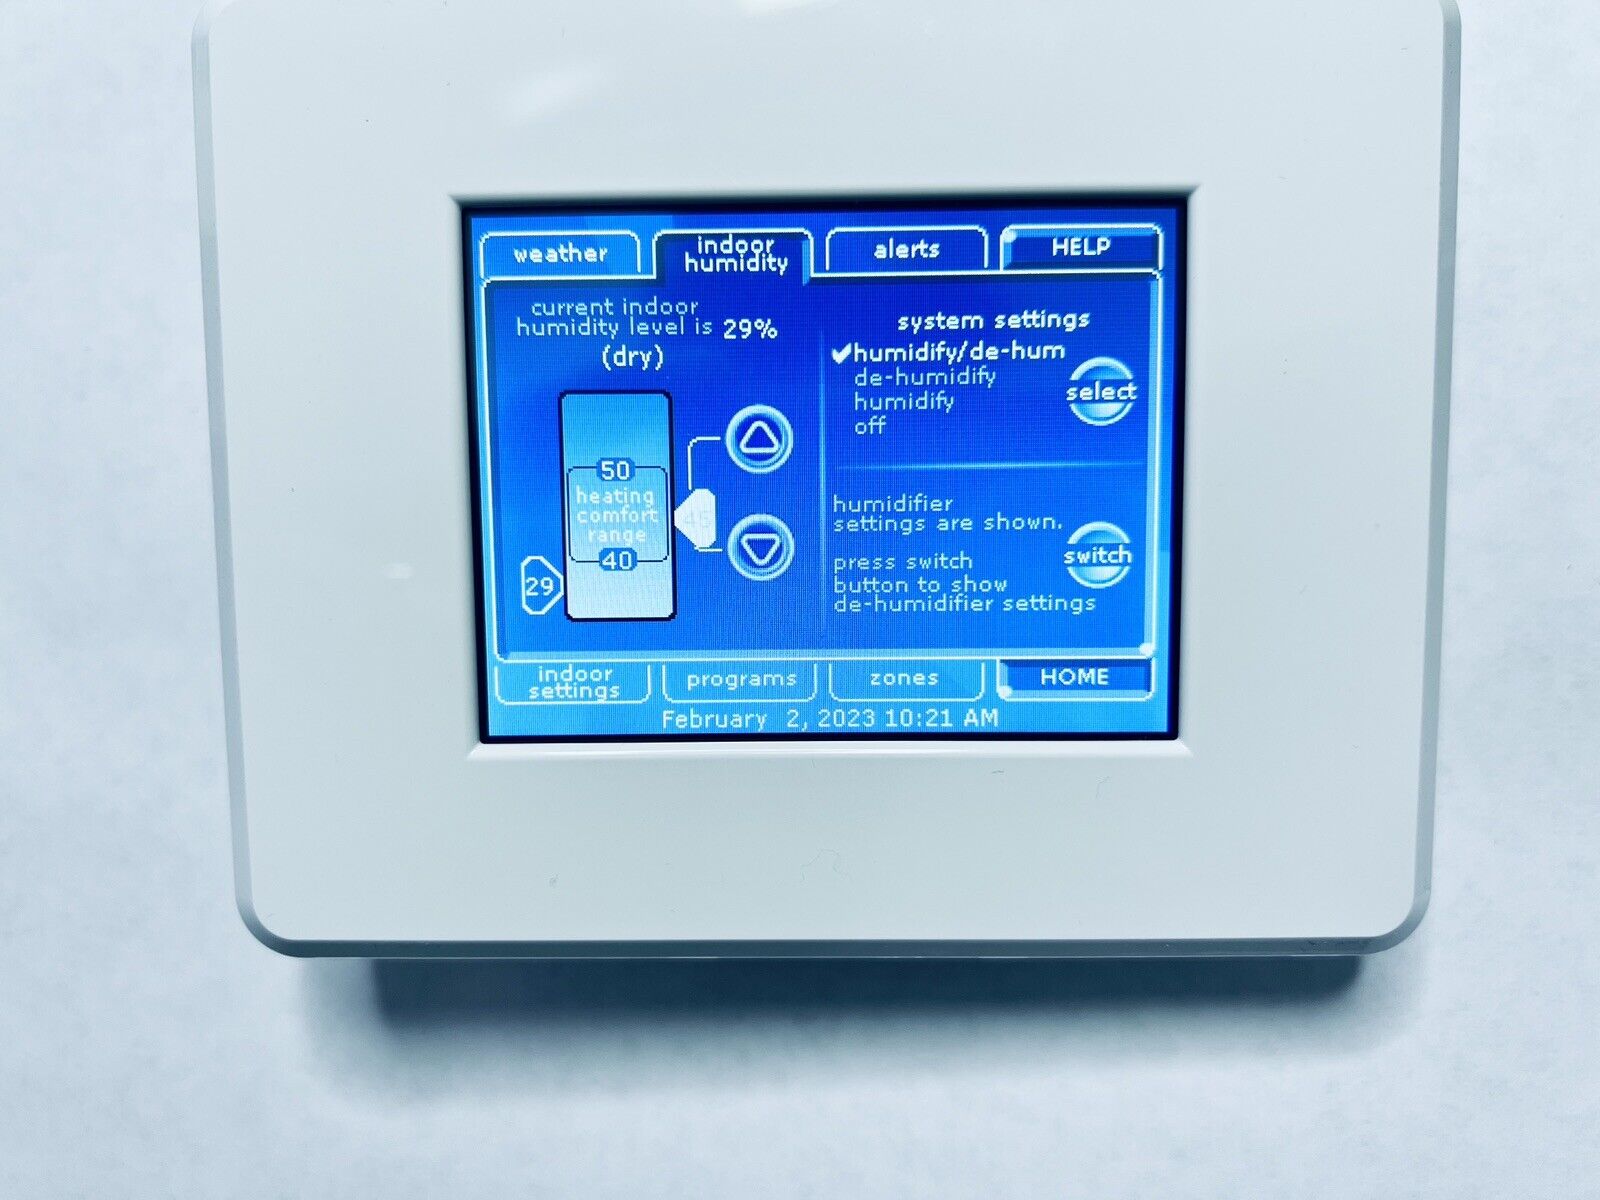 weather
indoor
humidity
alerts
HELP
current indoor
humidity level is 29%
(dry)
50
heating
comfort
range
40
29
45
system settings
✔humidify/de-hum
de-humidify
humidify
off
select
humidifier
settings are shown.
press switch
button to show
de-humidifier settings
switch
indoor
settings
programs
zones
HOME
February 2, 2023 10:21 AM